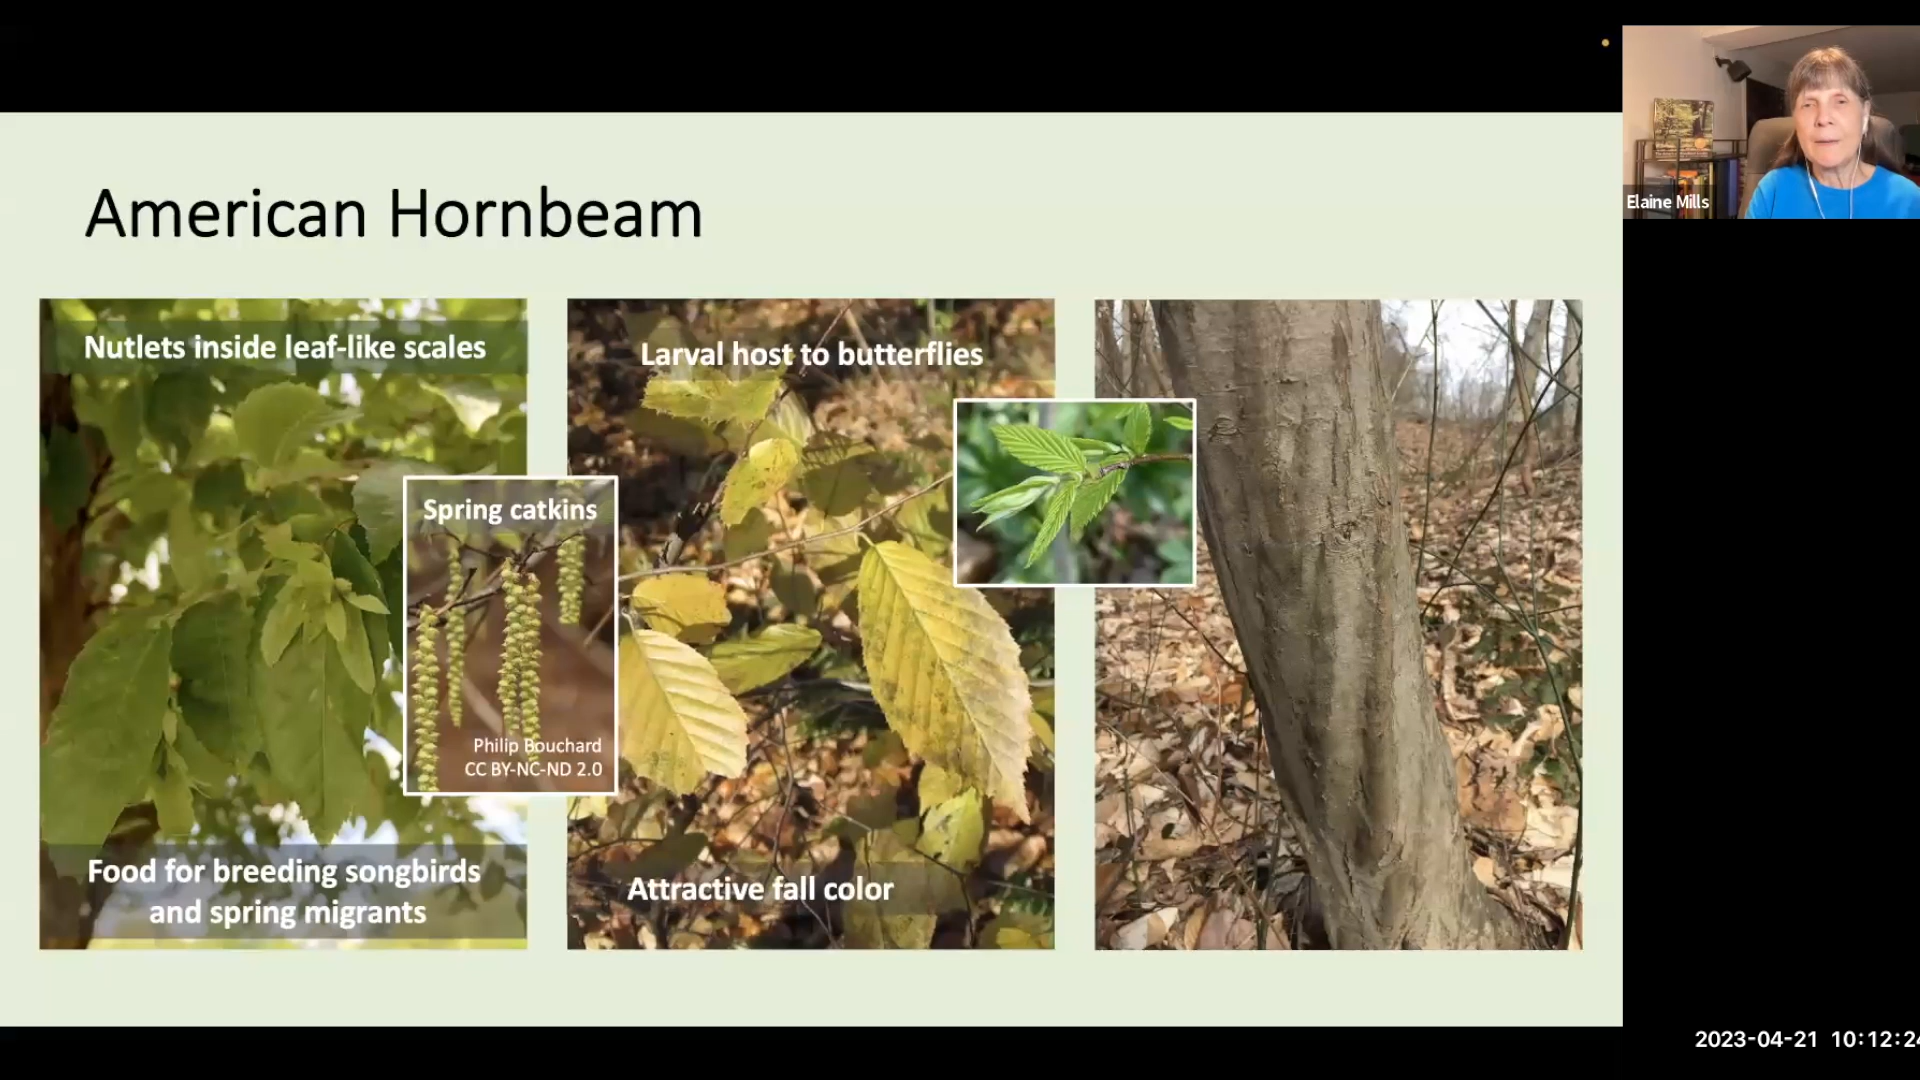 American Hornbeam
Nutlets inside leaf-like scales
Spring catkins
Philip Bouchard
CC BY-NC-ND 2.0
Food for breeding songbirds
and spring migrants
Larval host to butterflies
Attractive fall color
Elaine Mills
2023-04-21 10:12:24